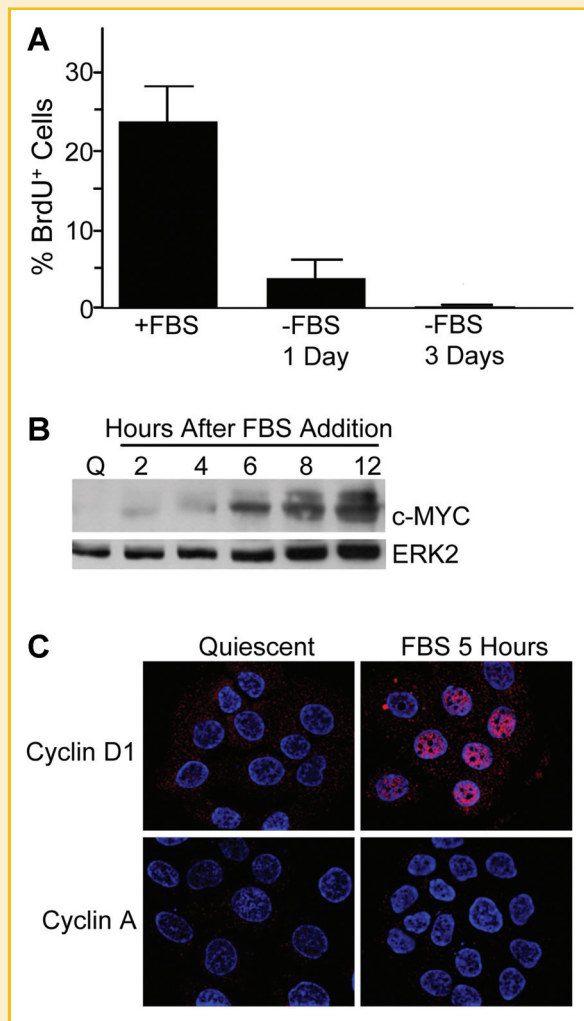 A
% BrdU⁺ Cells
30
20
10
0
+FBS
-FBS
1 Day
-FBS
3 Days
B
Hours After FBS Addition
Q 2 4 6 8 12
c-MYC
ERK2
C
Quiescent
FBS 5 Hours
Cyclin D1
Cyclin A